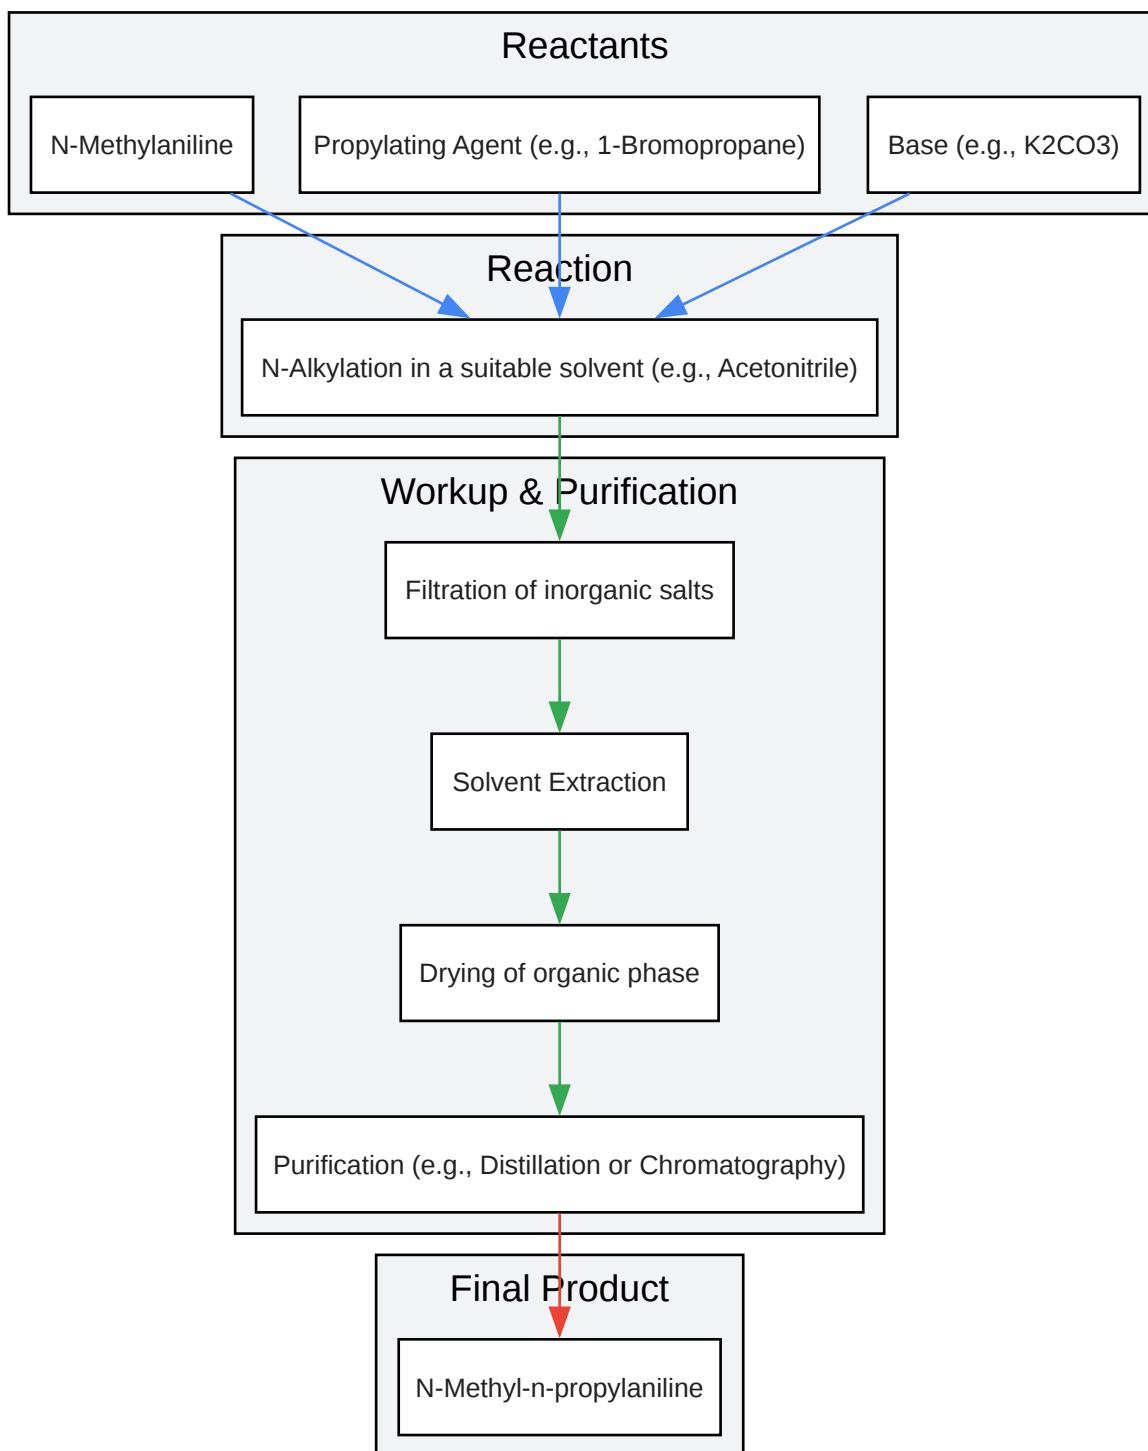 Reactants
N-Methylaniline
Propylating Agent (e.g., 1-Bromopropane)
Base (e.g., K2CO3)
Reaction
N-Alkylation in a suitable solvent (e.g., Acetonitrile)
Workup & Purification
Filtration of inorganic salts
Solvent Extraction
Drying of organic phase
Purification (e.g., Distillation or Chromatography)
Final Product
N-Methyl-n-propylaniline